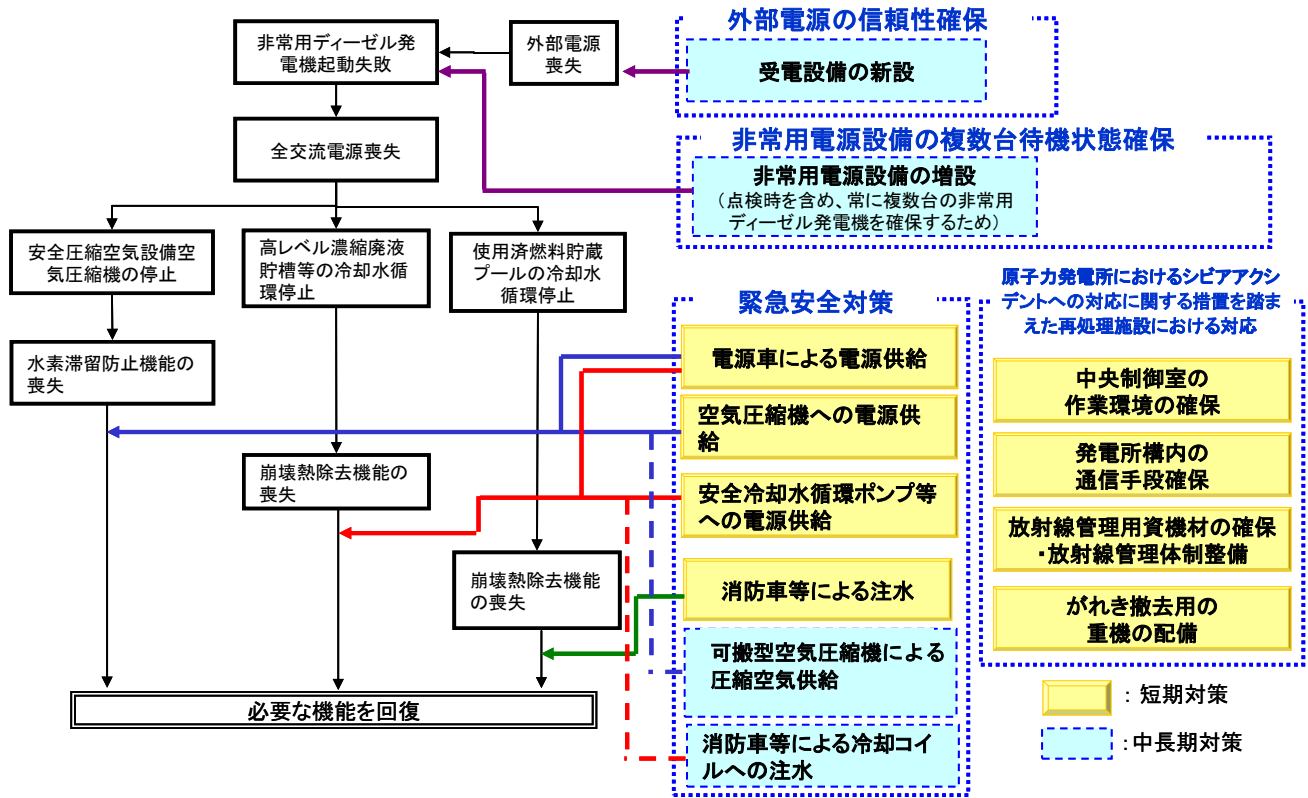 非常用ディーゼル発
電機起動失敗
外部電源
喪失
全交流電源喪失
安全圧縮空気設備空
気圧縮機の停止
高レベル濃縮廃液
貯槽等の冷却水循
環停止
使用済燃料貯蔵
プールの冷却水
循環停止
水素滞留防止機能の
喪失
崩壊熱除去機能の
喪失
崩壊熱除去機能
の喪失
必要な機能を回復
外部電源の信頼性確保
受電設備の新設
非常用電源設備の複数台待機状態確保
非常用電源設備の増設
（点検時を含め、常に複数台の非常用
ディーゼル発電機を確保するため）
緊急安全対策
電源車による電源供給
空気圧縮機への電源供
給
安全冷却水循環ポンプ等
への電源供給
消防車等による注水
可搬型空気圧縮機による
圧縮空気供給
消防車等による冷却コイ
ルへの注水
原子力発電所におけるシビアアクシ
デントへの対応に関する措置を踏ま
えた再処理施設における対応
中央制御室の
作業環境の確保
発電所構内の
通信手段確保
放射線管理用資機材の確保
・放射線管理体制整備
がれき撤去用の
重機の配備
：短期対策
：中長期対策